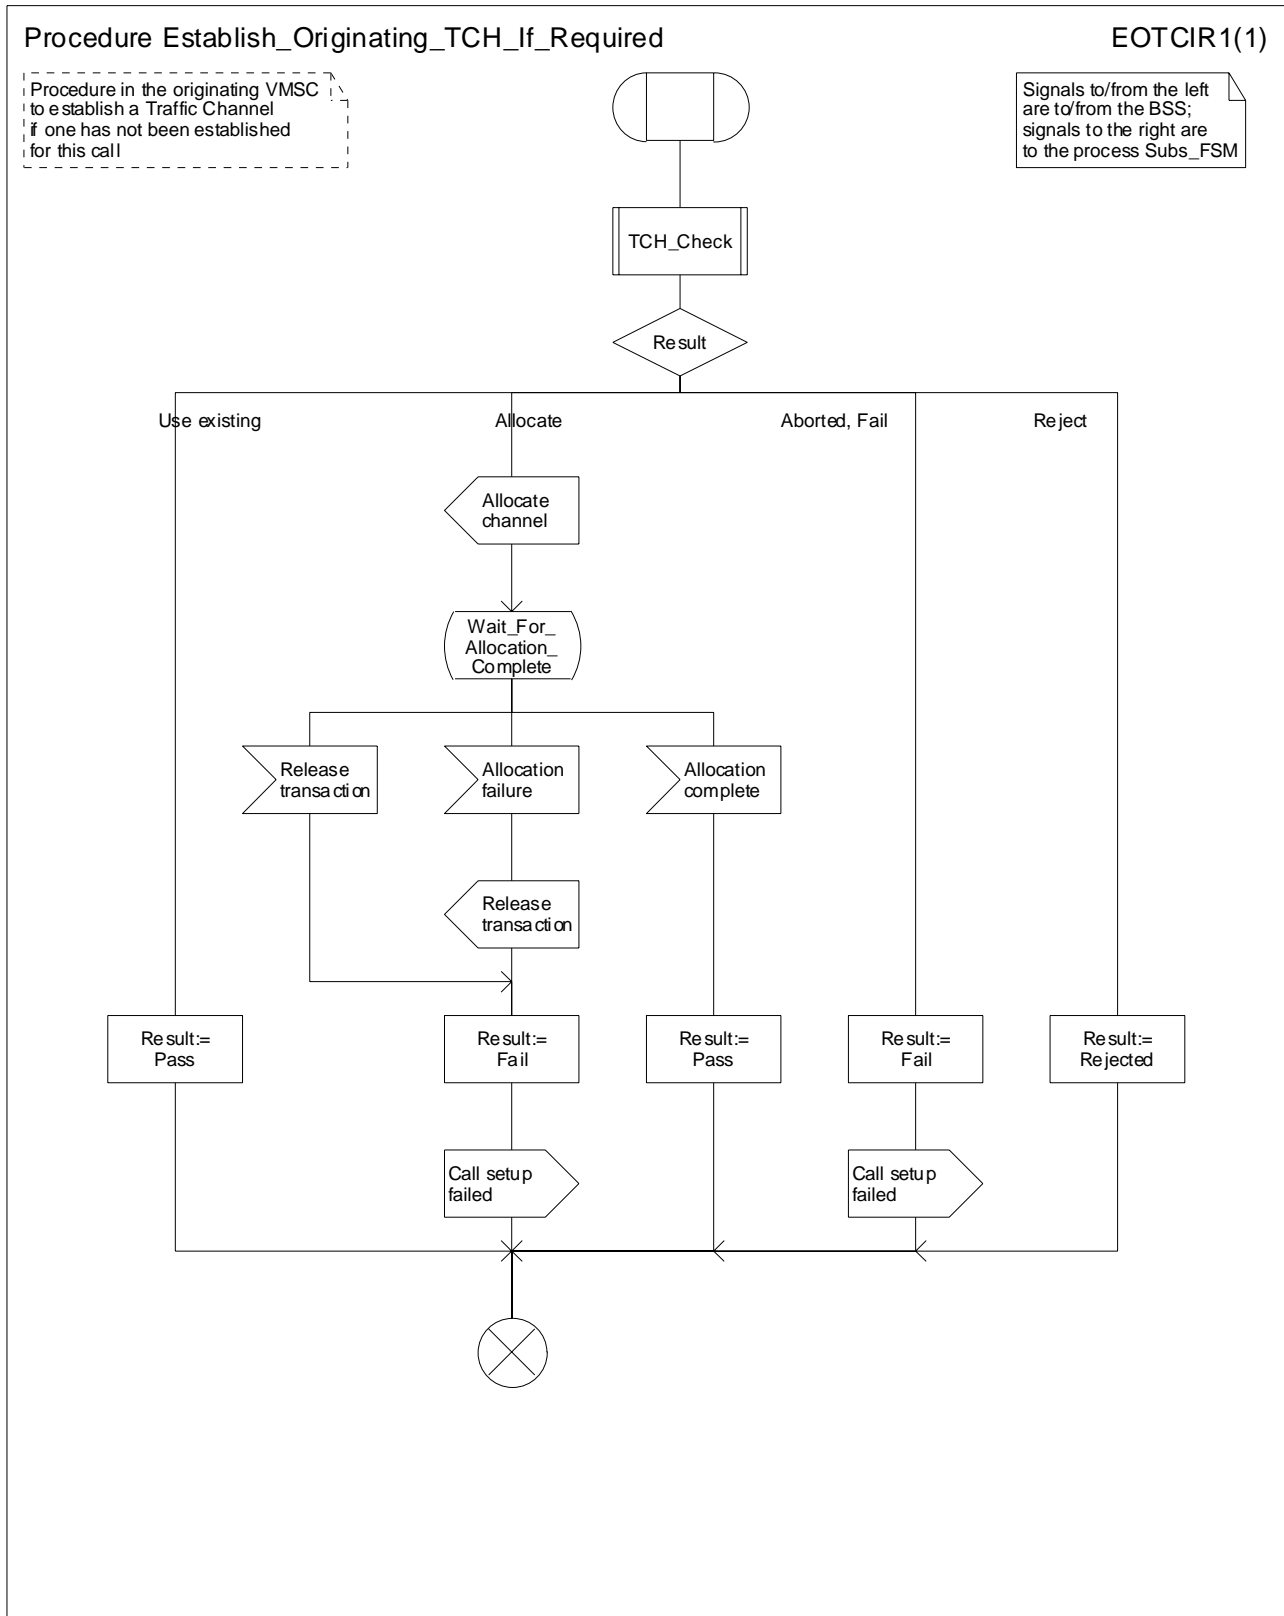 Procedure Establish_Originating_TCH_If_Required
EOTCIR1(1)
Procedure in the originating VMSC
to establish a Traffic Channel
if one has not been established
for this call
Signals to/from the left
are to/from the BSS;
signals to the right are
to the process Subs_FSM
TCH_Check
Result
Use existing
Allocate
Aborted, Fail
Reject
Allocate
channel
Wait_For_
Allocation_
Complete
Release
transaction
Allocation
failure
Allocation
complete
Release
transaction
Result:=
Pass
Result:=
Fail
Result:=
Pass
Result:=
Fail
Result:=
Rejected
Call setup
failed
Call setup
failed